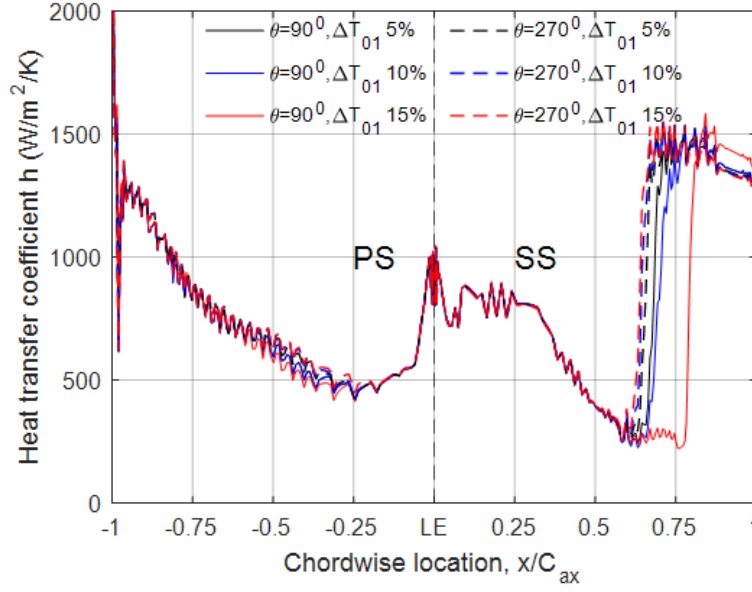 2000
θ=90⁰, ΔT₀₁ 5%
θ=270⁰, ΔT₀₁ 5%
θ=90⁰, ΔT₀₁ 10%
θ=270⁰, ΔT₀₁ 10%
θ=90⁰, ΔT₀₁ 15%
θ=270⁰, ΔT₀₁ 15%
1500
1000
PS
SS
500
0
-1
-0.75
-0.5
-0.25
LE
0.25
0.5
0.75
1
Heat transfer coefficient h (W/m²/K)
Chordwise location, x/Cₐₓ